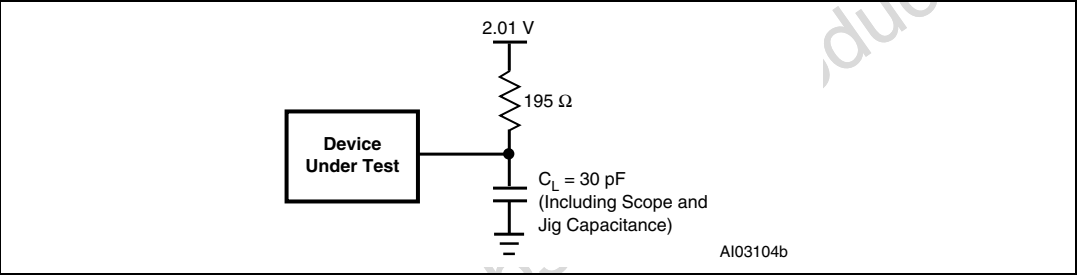 2.01 V
195 Ω
Device
Under Test
C_L = 30 pF
(Including Scope and
Jig Capacitance)
AI03104b